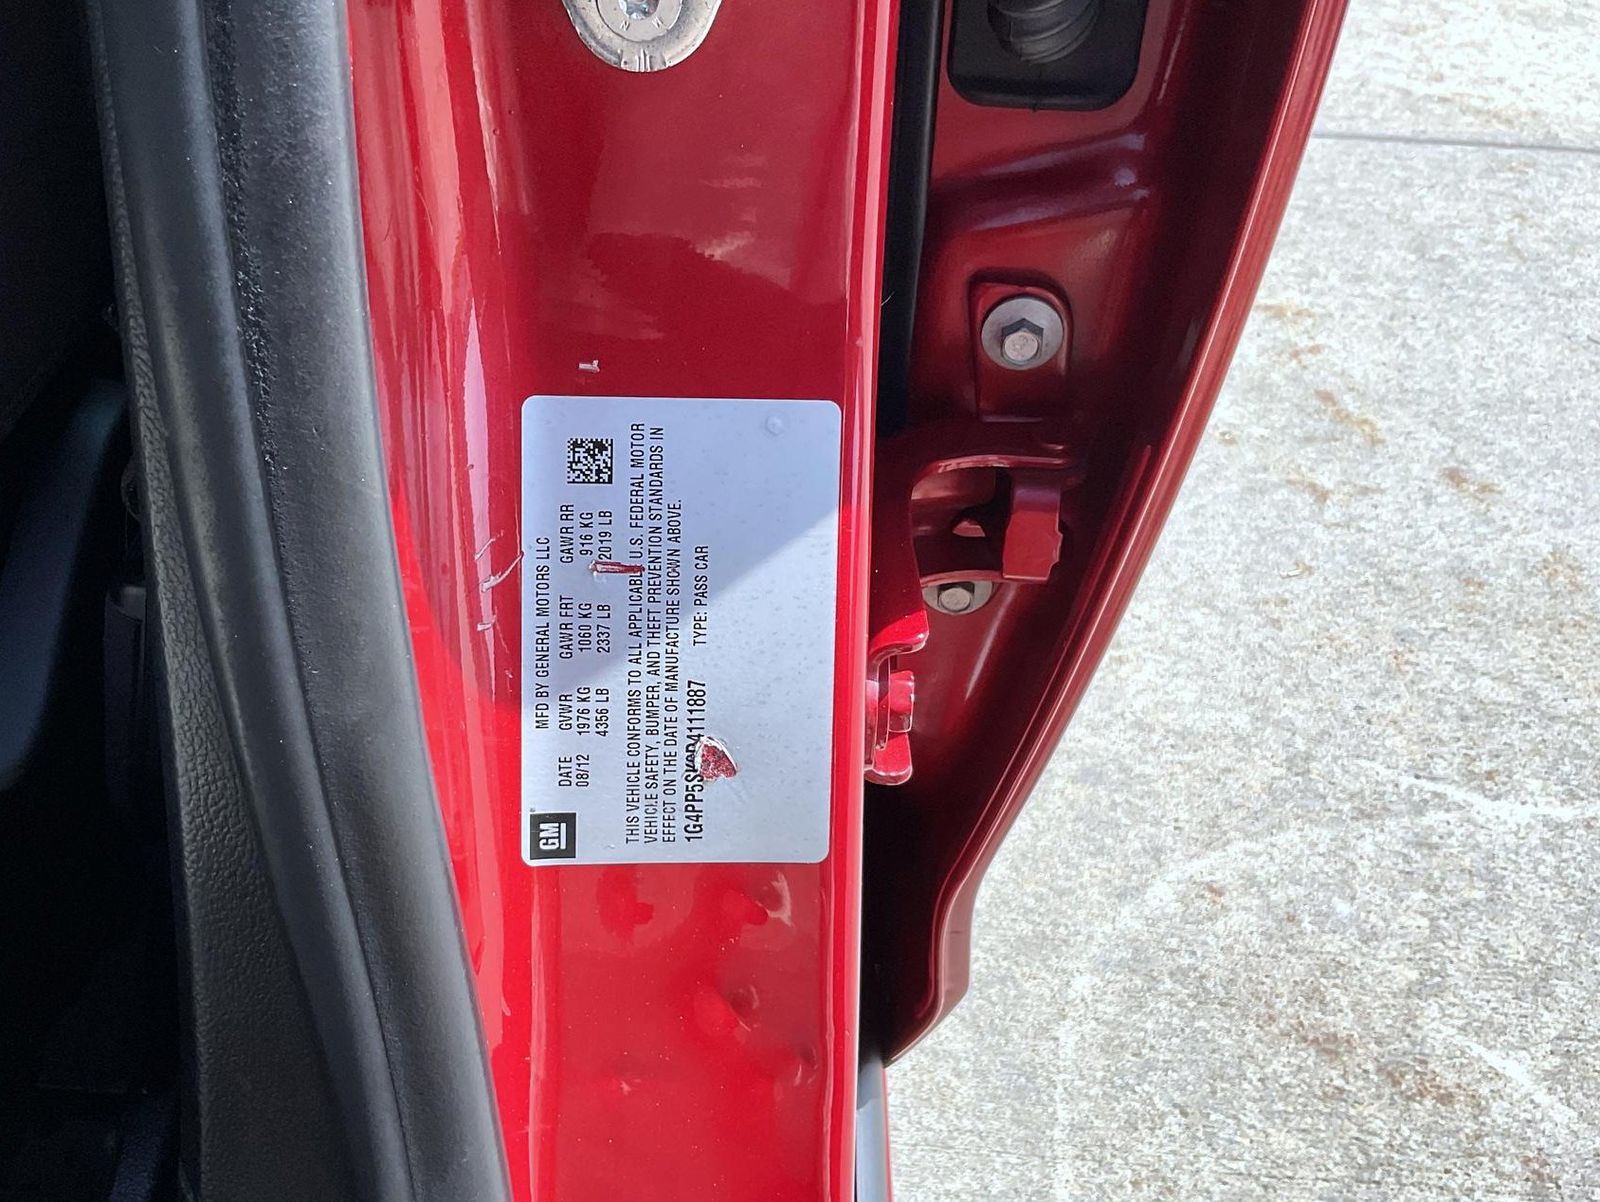 GM
MFD BY GENERAL MOTORS LLC
DATE GVWR GAWR FRT GAWR RR
08/12 1976 KG 1060 KG 916 KG
4356 LB 2337 LB 2019 LB
THIS VEHICLE CONFORMS TO ALL APPLICABLE U.S. FEDERAL MOTOR
VEHICLE SAFETY, BUMPER, AND THEFT PREVENTION STANDARDS IN
EFFECT ON THE DATE OF MANUFACTURE SHOWN ABOVE.
TYPE: PASS CAR